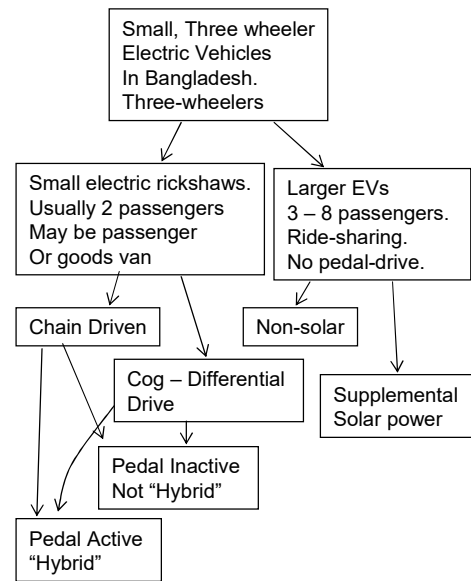 Small, Three wheeler
Electric Vehicles
In Bangladesh.
Three-wheelers
Small electric rickshaws.
Usually 2 passengers
May be passenger
Or goods van
Larger EVs
3 – 8 passengers.
Ride-sharing.
No pedal-drive.
Chain Driven
Non-solar
Cog – Differential
Drive
Supplemental
Solar power
Pedal Inactive
Not “Hybrid”
Pedal Active
“Hybrid”